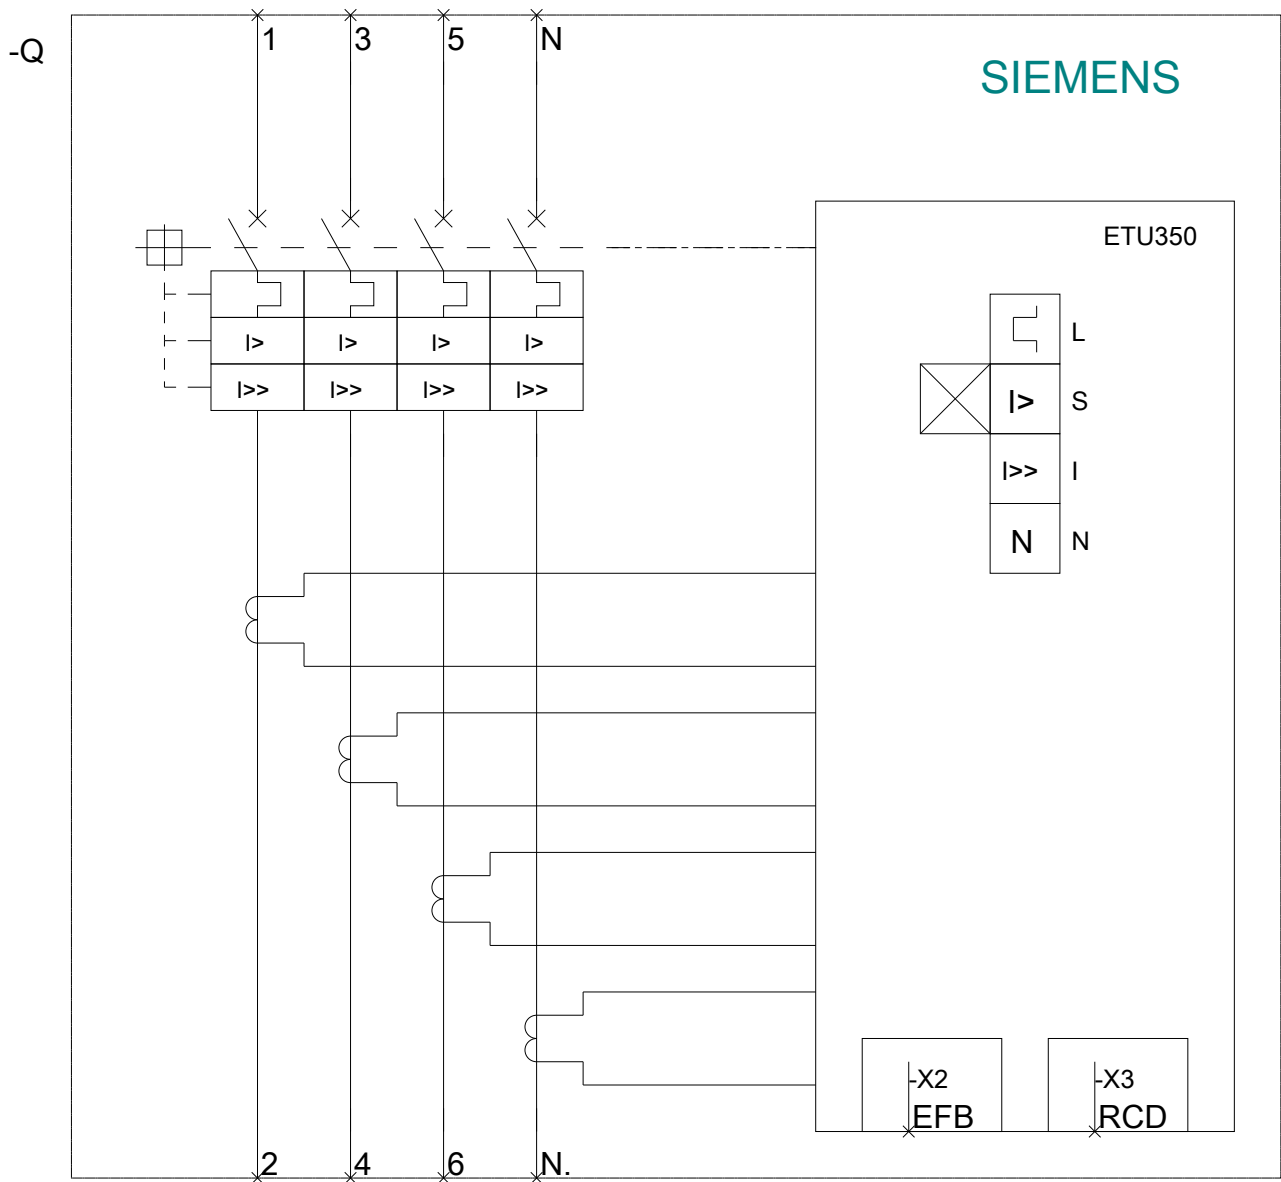 1 3 5 N
-Q
SIEMENS
ETU350
L
I> I> I> I>
I>> I>> I>> I>>
I> S
I>> I
N N
-X2 -X3
EFB RCD
2 4 6 N.